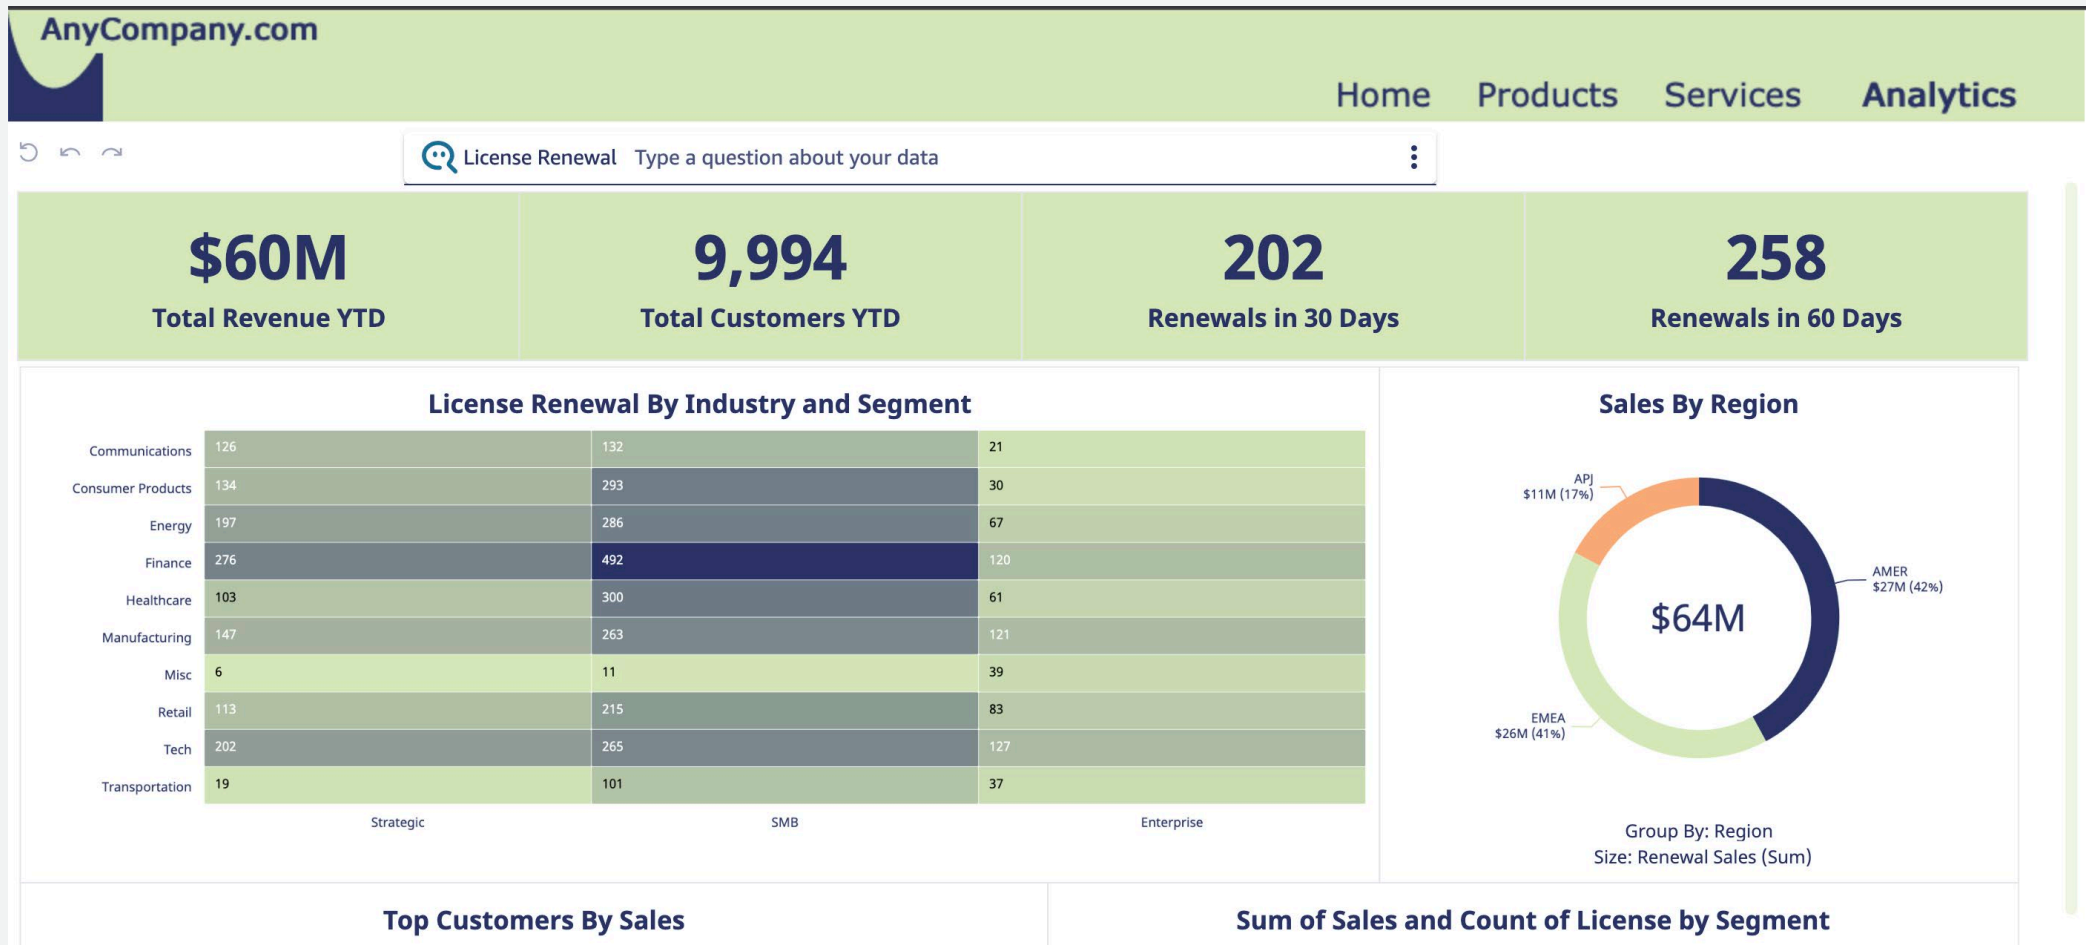 AnyCompany.com
Home Products Services Analytics
License Renewal Type a question about your data
$60M
Total Revenue YTD
9,994
Total Customers YTD
202
Renewals in 30 Days
258
Renewals in 60 Days
License Renewal By Industry and Segment
Communications 126 132 21
Consumer Products 134 293 30
Energy 197 286 67
Finance 276 492 120
Healthcare 103 300 61
Manufacturing 147 263 121
Misc 6 11 39
Retail 113 215 83
Tech 202 265 127
Transportation 19 101 37
Strategic SMB Enterprise
Sales By Region
APJ
$11M (17%)
AMER
$27M (42%)
$64M
EMEA
$26M (41%)
Group By: Region
Size: Renewal Sales (Sum)
Top Customers By Sales
Sum of Sales and Count of License by Segment